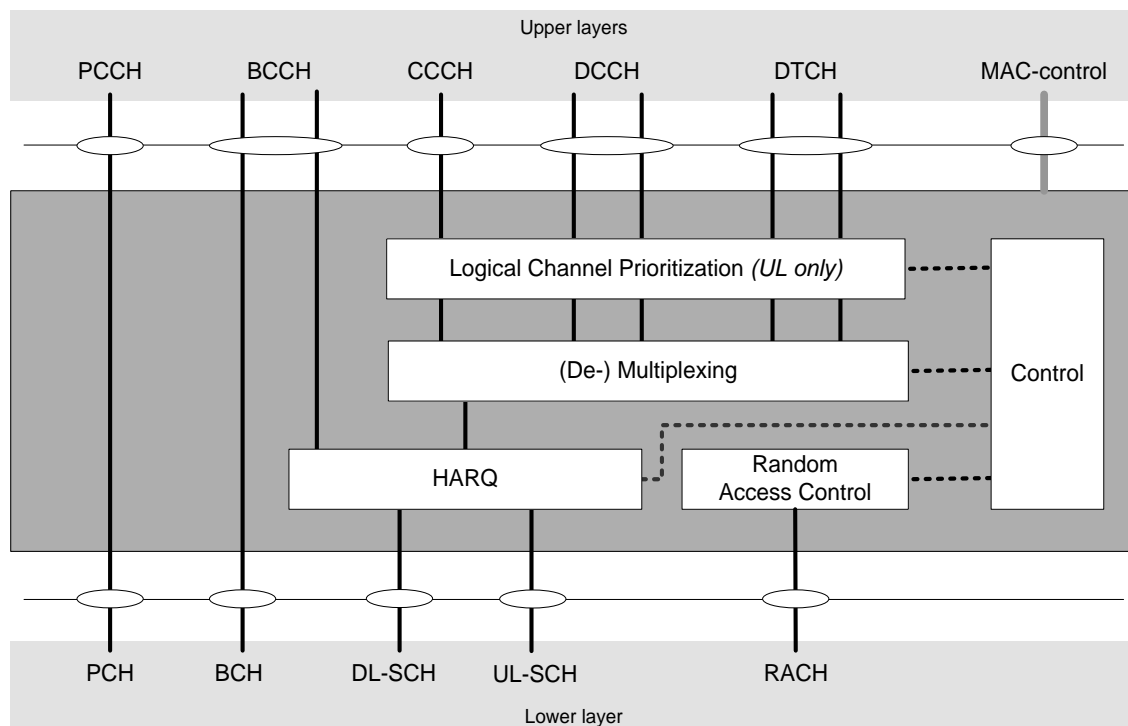 Upper layers
PCCH BCCH CCCH DCCH DTCH MAC-control
Logical Channel Prioritization (UL only)
(De-) Multiplexing
Control
HARQ
Random
Access Control
PCH BCH DL-SCH UL-SCH RACH
Lower layer